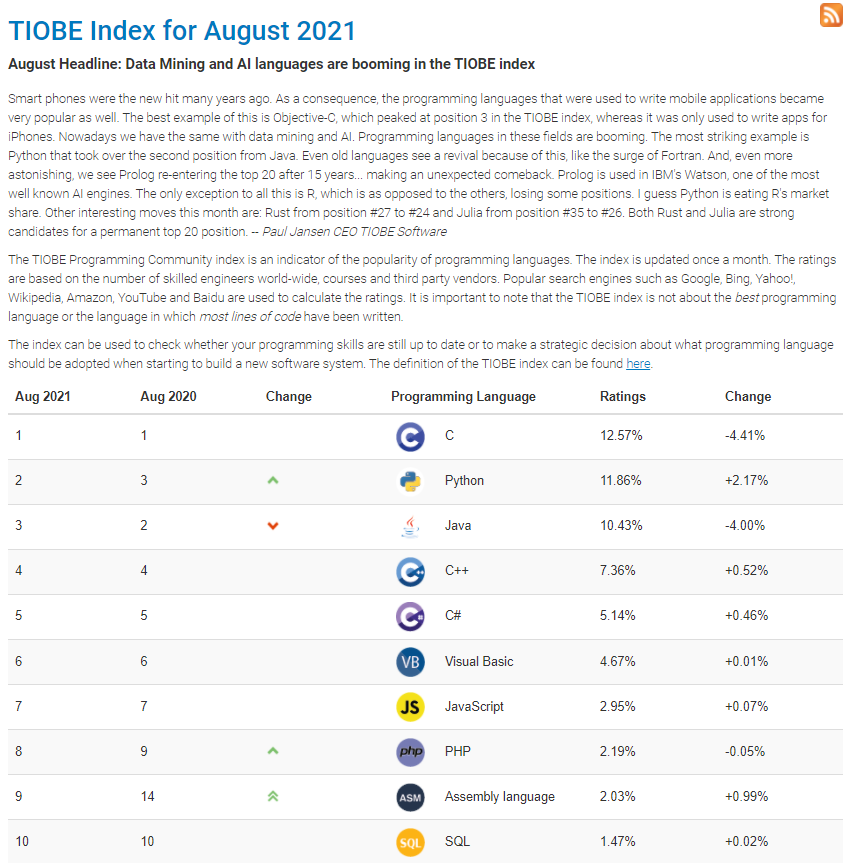 TIOBE Index for August 2021
August Headline: Data Mining and AI languages are booming in the TIOBE index
Smart phones were the new hit many years ago. As a consequence, the programming languages that were used to write mobile applications became
very popular as well. The best example of this is Objective-C, which peaked at position 3 in the TIOBE index, whereas it was only used to write apps for
iPhones. Nowadays we have the same with data mining and AI. Programming languages in these fields are booming. The most striking example is
Python that took over the second position from Java. Even old languages see a revival because of this, like the surge of Fortran. And, even more
astonishing, we see Prolog re-entering the top 20 after 15 years... making an unexpected comeback. Prolog is used in IBM's Watson, one of the most
well known AI engines. The only exception to all this is R, which is as opposed to the others, losing some positions. I guess Python is eating R's market
share. Other interesting moves this month are: Rust from position #27 to #24 and Julia from position #35 to #26. Both Rust and Julia are strong
candidates for a permanent top 20 position. -- Paul Jansen CEO TIOBE Software
The TIOBE Programming Community index is an indicator of the popularity of programming languages. The index is updated once a month. The ratings
are based on the number of skilled engineers world-wide, courses and third party vendors. Popular search engines such as Google, Bing, Yahoo!,
Wikipedia, Amazon, YouTube and Baidu are used to calculate the ratings. It is important to note that the TIOBE index is not about the best programming
language or the language in which most lines of code have been written.
The index can be used to check whether your programming skills are still up to date or to make a strategic decision about what programming language
should be adopted when starting to build a new software system. The definition of the TIOBE index can be found here.
Aug 2021 Aug 2020 Change Programming Language Ratings Change
1 1 C C 12.57% -4.41%
2 3 Python 11.86% +2.17%
3 2 Java Java 10.43% -4.00%
4 4 C++ C++ 7.36% +0.52%
5 5 C# C# 5.14% +0.46%
6 6 VB Visual Basic 4.67% +0.01%
7 7 JS JavaScript 2.95% +0.07%
8 9 php PHP 2.19% -0.05%
9 14 ASM Assembly language 2.03% +0.99%
10 10 SQL SQL 1.47% +0.02%